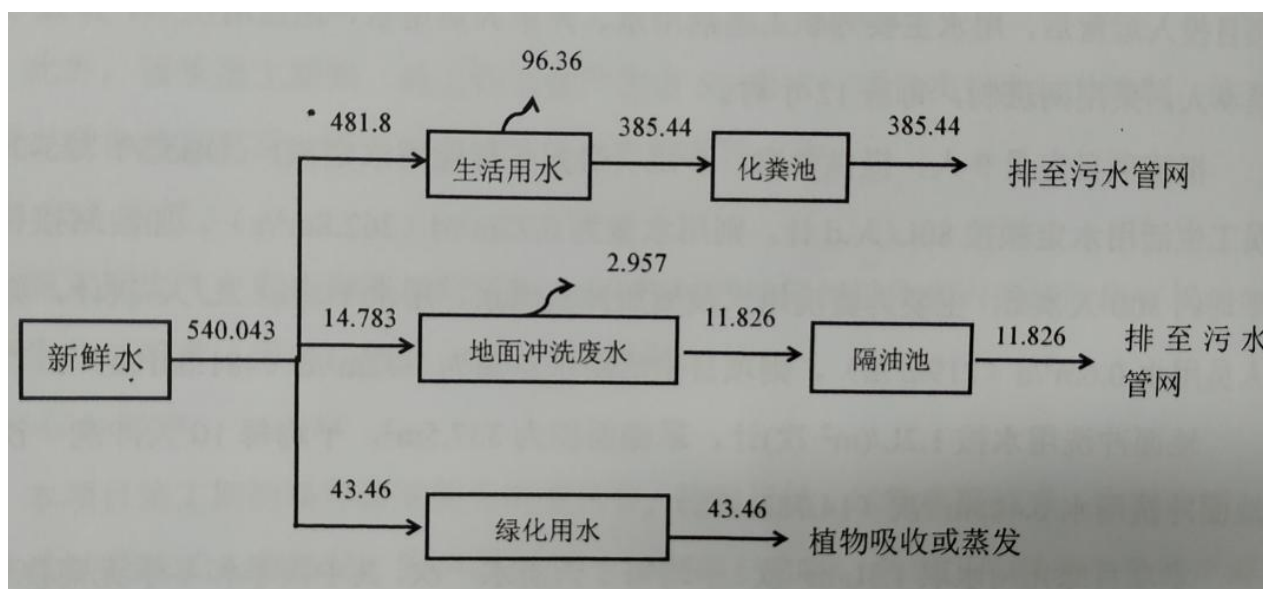 96.36
481.8
生活用水
385.44
化粪池
385.44
排至污水管网
2.957
新鲜水
540.043
14.783
地面冲洗废水
11.826
隔油池
11.826
排至污水
管网
43.46
绿化用水
43.46
植物吸收或蒸发